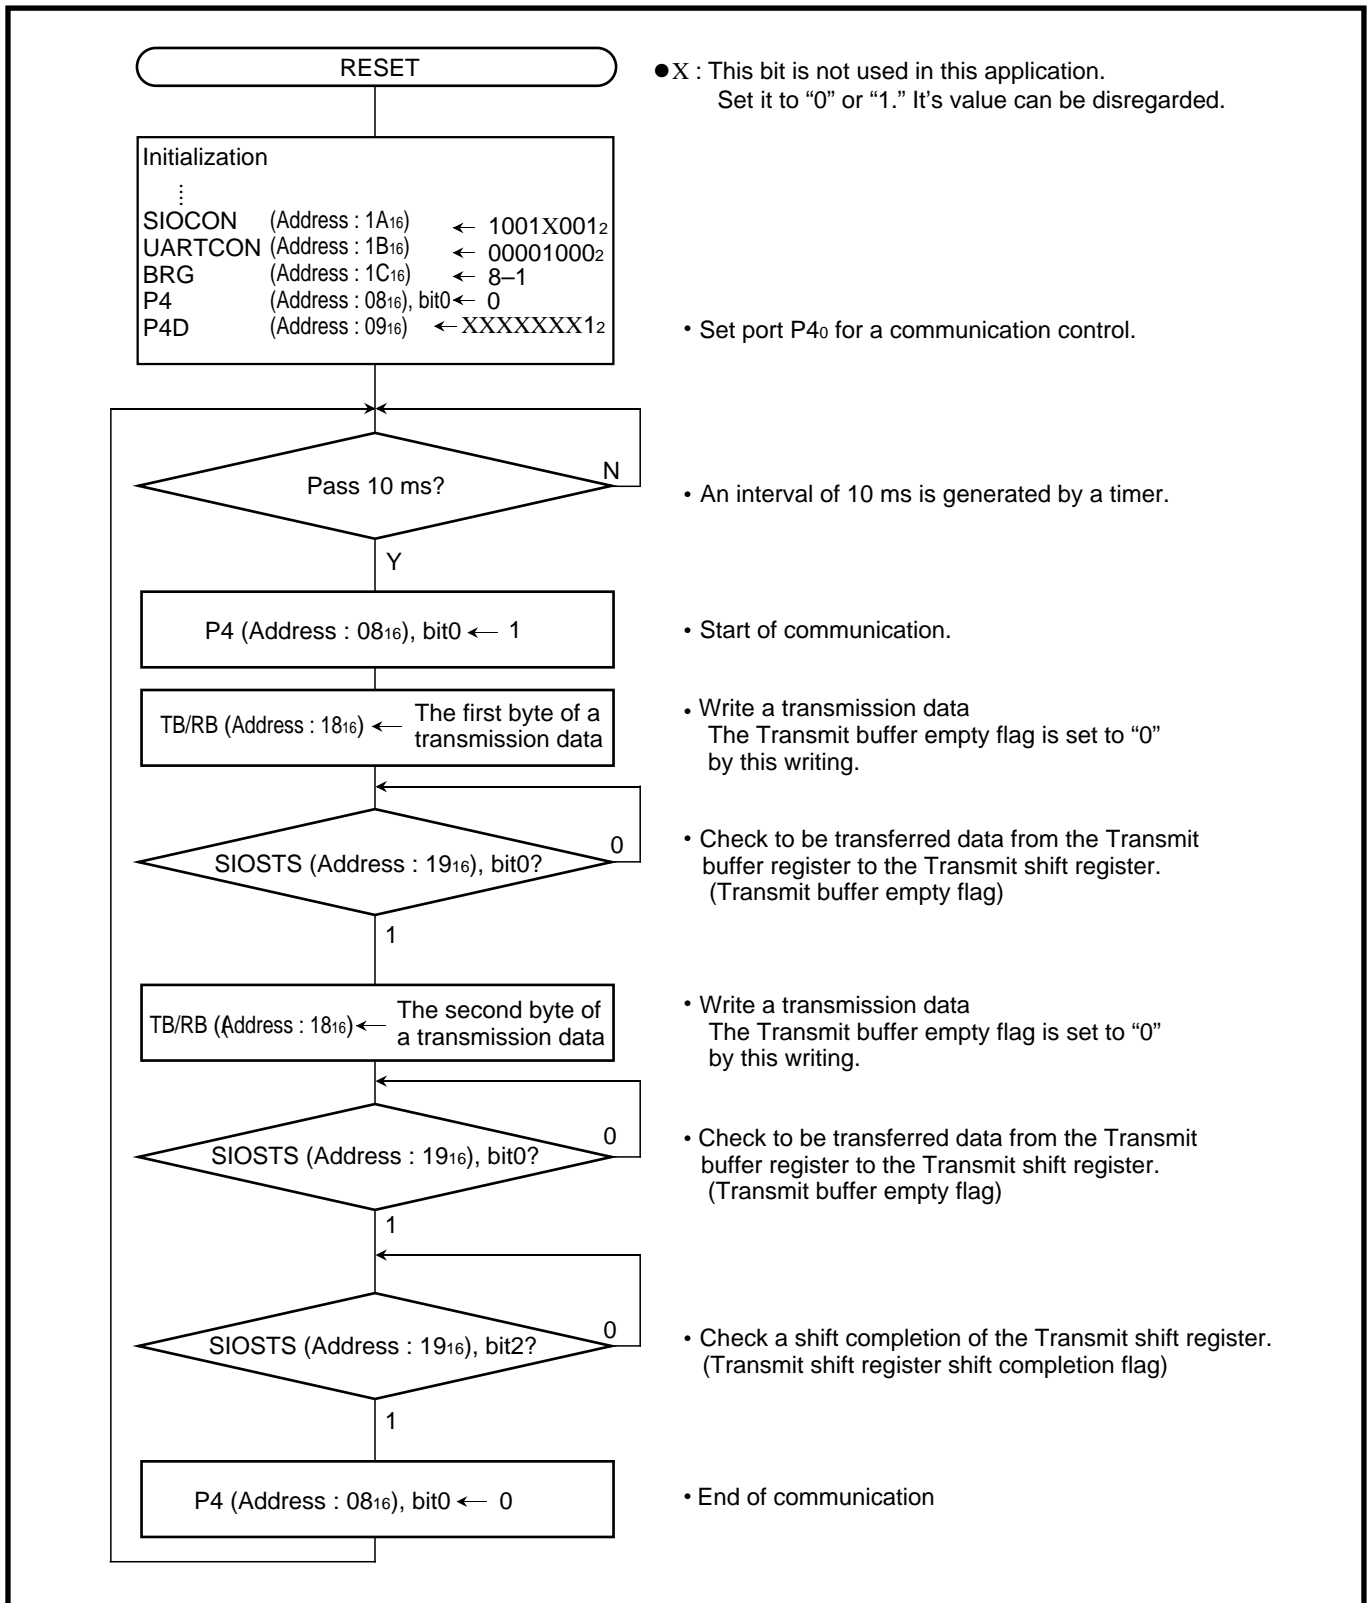 RESET
●X : This bit is not used in this application.
Set it to “0” or “1.” It’s value can be disregarded.
Initialization
SIOCON (Address : 1A16) ← 1001X0012
UARTCON (Address : 1B16) ← 000010002
BRG (Address : 1C16) ← 8–1
P4 (Address : 0816), bit0 ← 0
P4D (Address : 0916) ← XXXXXXX12
• Set port P40 for a communication control.
Pass 10 ms?
N
• An interval of 10 ms is generated by a timer.
Y
P4 (Address : 0816), bit0 ← 1
• Start of communication.
TB/RB (Address : 1816) ← The first byte of a
transmission data
• Write a transmission data
The Transmit buffer empty flag is set to “0”
by this writing.
SIOSTS (Address : 1916), bit0?
0
• Check to be transferred data from the Transmit
buffer register to the Transmit shift register.
(Transmit buffer empty flag)
1
TB/RB ((Address : 1816) ← The second byte of
a transmission data
• Write a transmission data
The Transmit buffer empty flag is set to “0”
by this writing.
SIOSTS (Address : 1916), bit0?
0
• Check to be transferred data from the Transmit
buffer register to the Transmit shift register.
(Transmit buffer empty flag)
1
SIOSTS (Address : 1916), bit2?
0
• Check a shift completion of the Transmit shift register.
(Transmit shift register shift completion flag)
1
P4 (Address : 0816), bit0 ← 0
• End of communication